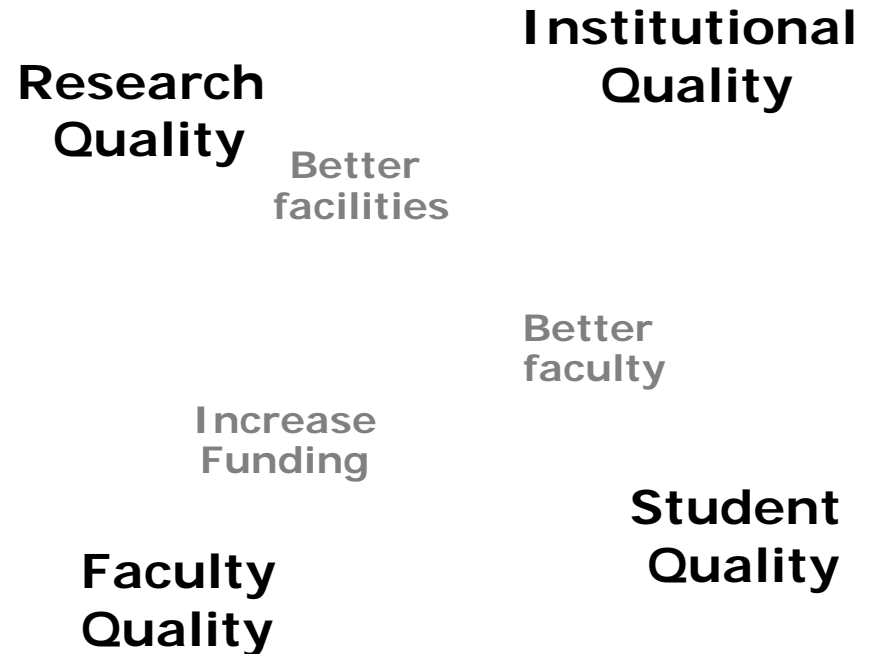 Institutional
Quality
Research
Quality
Better
facilities
Better
faculty
Increase
Funding
Student
Quality
Faculty
Quality